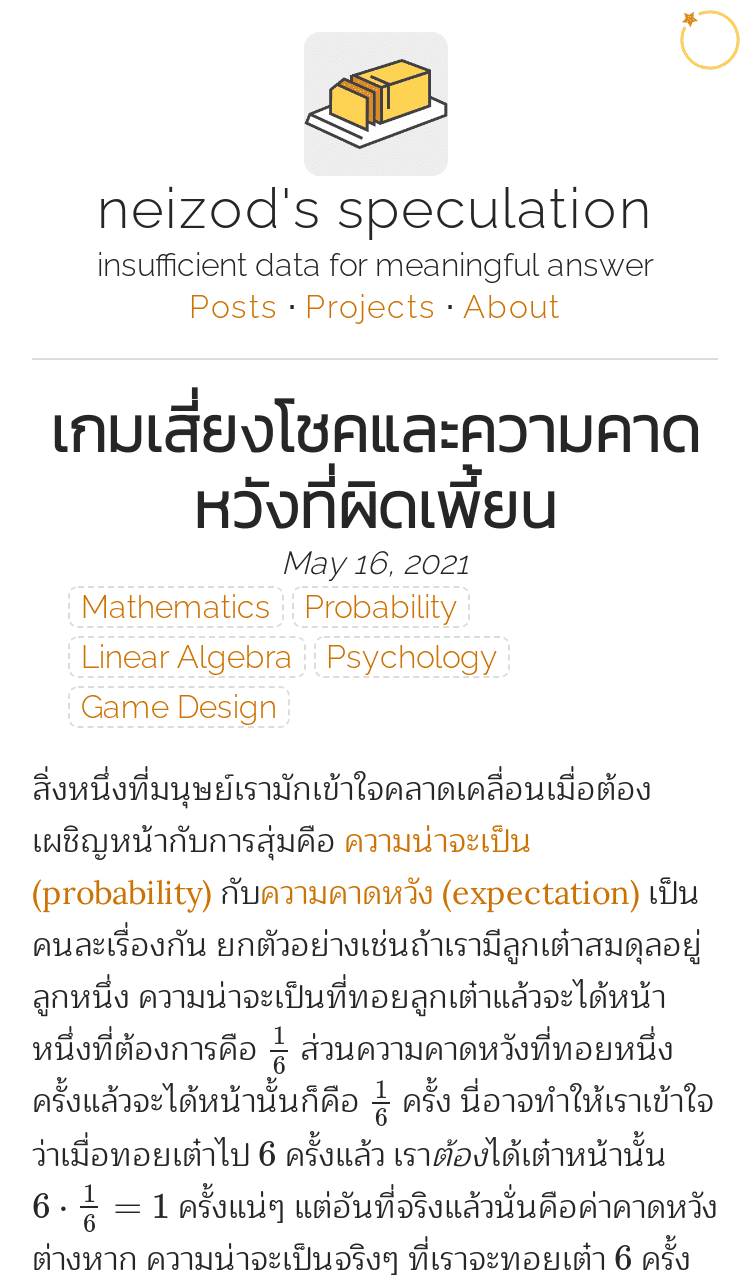 neizod's speculation
insufficient data for meaningful answer
Posts · Projects · About
เกมเสี่ยงโชคและความคาด
หวังที่ผิดเพี้ยน
May 16, 2021
Mathematics Probability
Linear Algebra Psychology
Game Design
สิ่งหนึ่งที่มนุษย์เรามักเข้าใจคลาดเคลื่อนเมื่อต้อง
เผชิญหน้ากับการสุ่มคือ ความน่าจะเป็น
(probability) กับความคาดหวัง (expectation) เป็น
คนละเรื่องกัน ยกตัวอย่างเช่นถ้าเรามีลูกเต๋าสมดุลอยู่
ลูกหนึ่ง ความน่าจะเป็นที่ทอยลูกเต๋าแล้วจะได้หน้า
หนึ่งที่ต้องการคือ 1/6 ส่วนความคาดหวังที่ทอยหนึ่ง
ครั้งแล้วจะได้หน้านั้นก็คือ 1/6 ครั้ง นี่อาจทำให้เราเข้าใจ
ว่าเมื่อทอยเต๋าไป 6 ครั้งแล้ว เราต้องได้เต๋าหน้านั้น
6 · 1/6 = 1 ครั้งแน่ๆ แต่อันที่จริงแล้วนั่นคือค่าคาดหวัง
ต่างหาก ความน่าจะเป็นจริงๆ ที่เราจะทอยเต๋า 6 ครั้ง